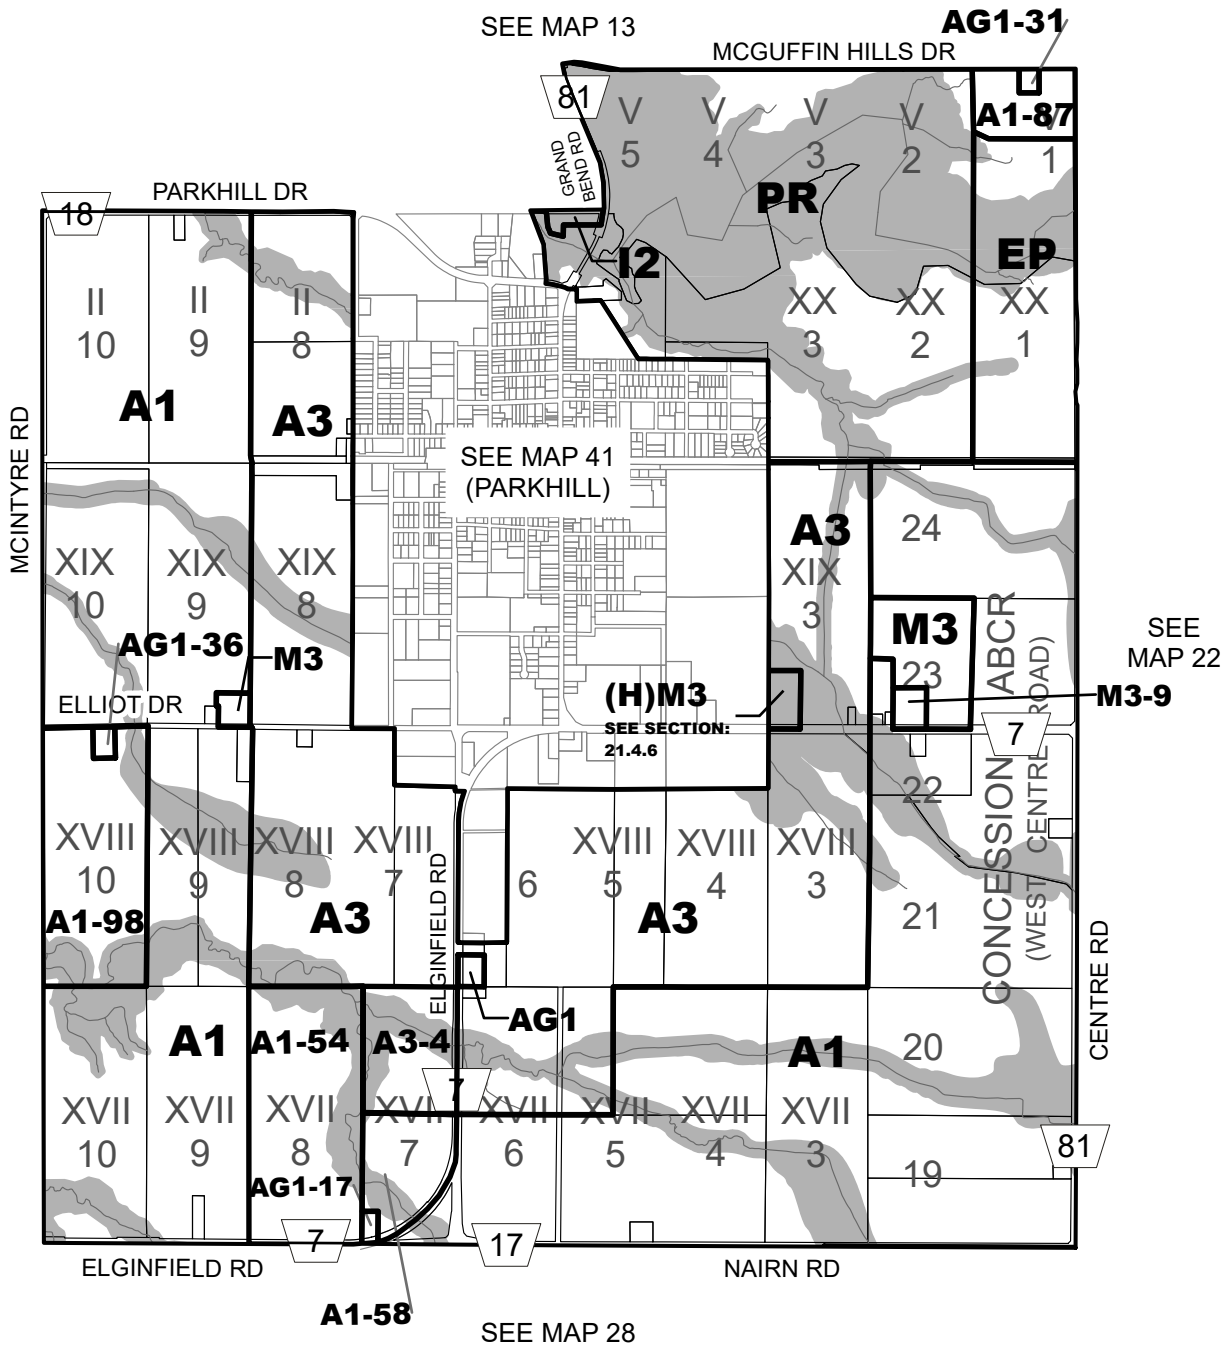 SEE MAP 13
AG1-31
MCGUFFIN HILLS DR
81
V
5
V
4
V
3
V
2
A1-87
V
1
GRAND
BEND RD
PARKHILL DR
18
PR
I2
EP
II
10
II
9
II
8
XX
3
XX
2
XX
1
A1
A3
MCINTYRE RD
SEE MAP 41
(PARKHILL)
A3
24
XIX
10
XIX
9
XIX
8
XIX
3
M3
23
ABCR
ROAD)
SEE
MAP 22
AG1-36
M3
(H)M3
SEE SECTION:
21.4.6
M3-9
ELLIOT DR
7
22
CONCESSION
(WEST CENTRE
XVIII
10
XVIII
9
XVIII
8
XVIII
7
6
XVIII
5
XVIII
4
XVIII
3
21
A1-98
A3
A3
ELGINFIELD RD
CENTRE RD
A1
A1-54
A3-4
AG1
A1
20
7
XVII
10
XVII
9
XVII
8
XVII
7
XVII
6
XVII
5
XVII
4
XVII
3
19
81
AG1-17
7
17
ELGINFIELD RD
NAIRN RD
A1-58
SEE MAP 28